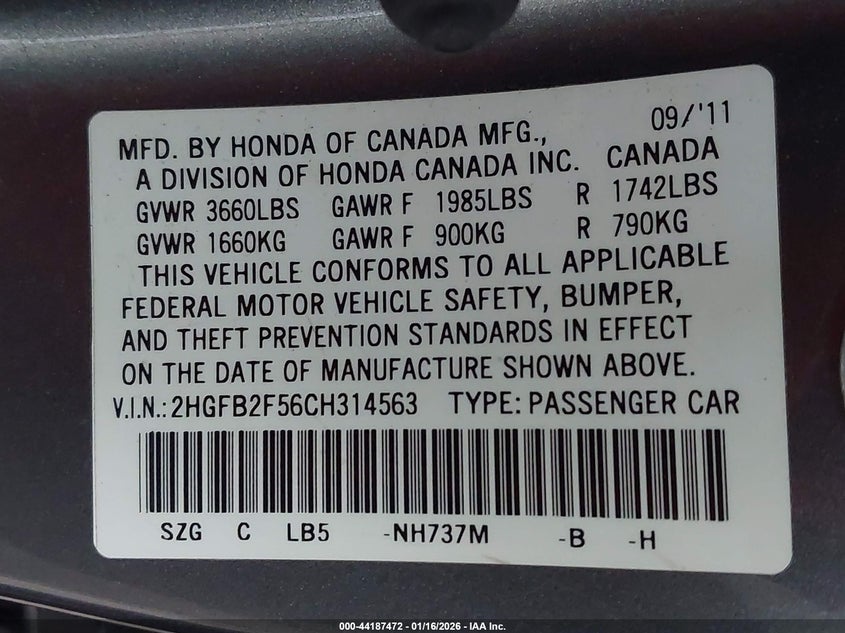 09/'11
MFD. BY HONDA OF CANADA MFG.,
A DIVISION OF HONDA CANADA INC. CANADA
GVWR 3660LBS GAWR F 1985LBS R 1742LBS
GVWR 1660KG GAWR F 900KG R 790KG
THIS VEHICLE CONFORMS TO ALL APPLICABLE
FEDERAL MOTOR VEHICLE SAFETY, BUMPER,
AND THEFT PREVENTION STANDARDS IN EFFECT
ON THE DATE OF MANUFACTURE SHOWN ABOVE.
V.I.N.: 2HGFB2F56CH314563 TYPE: PASSENGER CAR
SZG C LB5 -NH737M -B -H
000-44187472 - 01/16/2026 - IAA Inc.